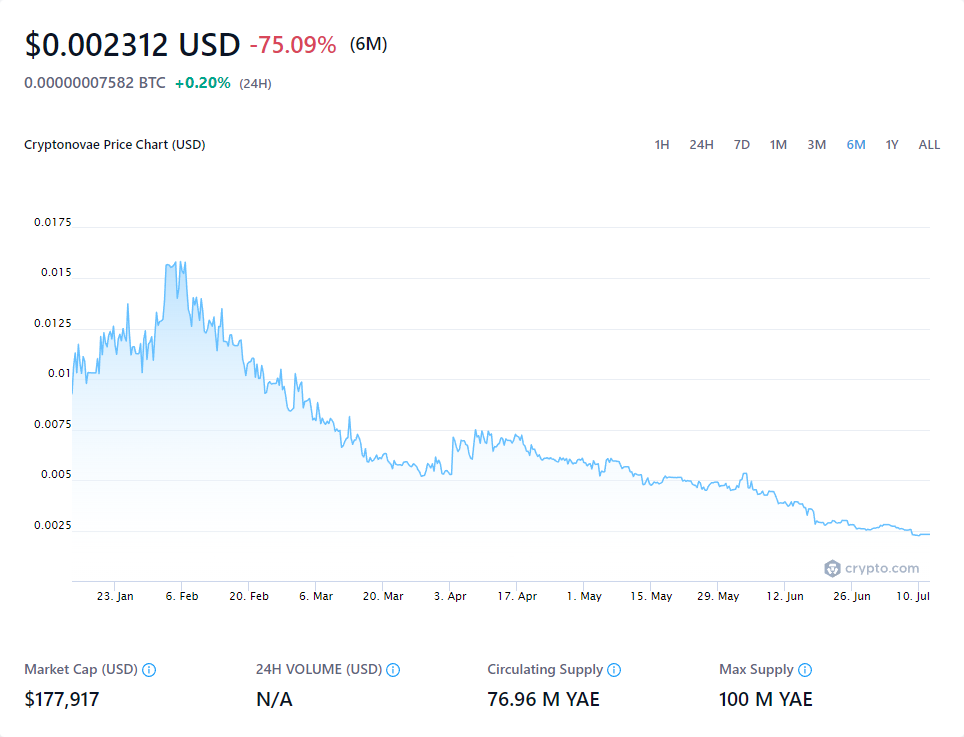 $0.002312 USD -75.09% (6M)
0.00000007582 BTC +0.20% (24H)
Cryptonovae Price Chart (USD) 1H 24H 7D 1M 3M 6M 1Y ALL
0.0175
0.015
0.0125
0.01
0.0075
0.005
0.0025
crypto.com
23. Jan 6. Feb 20. Feb 6. Mar 20. Mar 3. Apr 17. Apr 1. May 15. May 29. May 12. Jun 26. Jun 10. Jul
Market Cap (USD) 24H VOLUME (USD) Circulating Supply Max Supply
$177,917 N/A 76.96 M YAE 100 M YAE